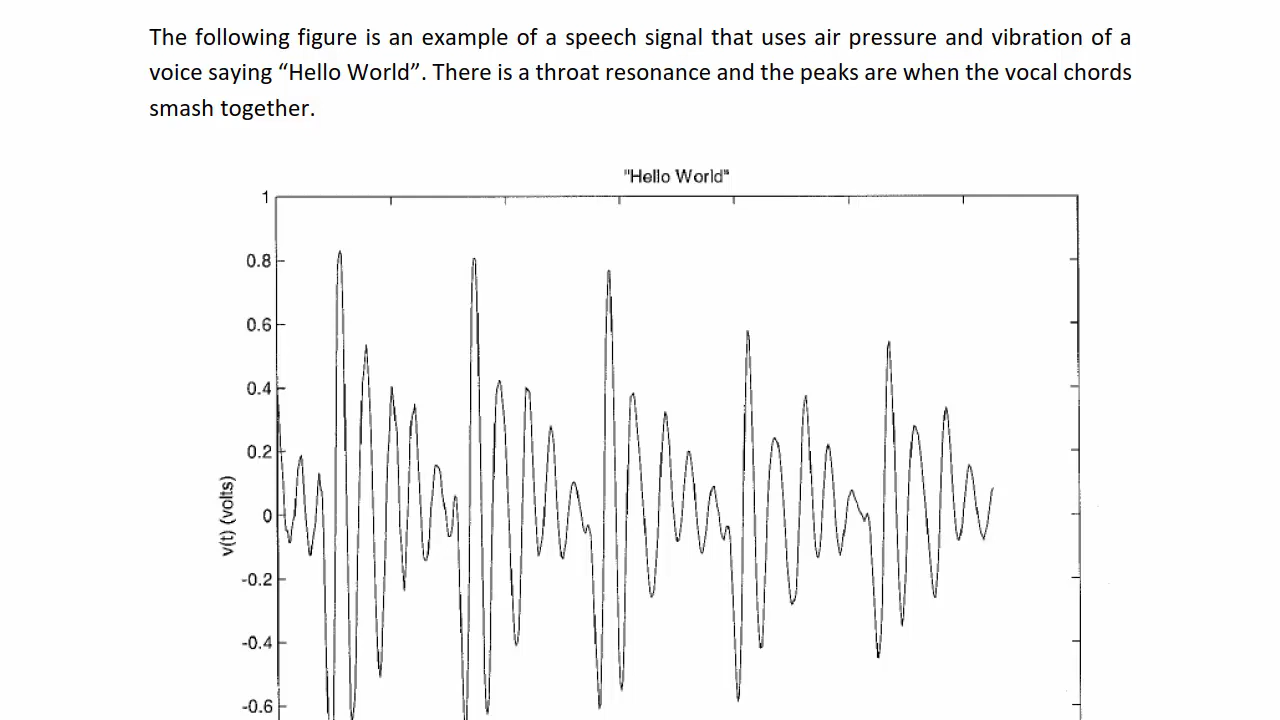 The following figure is an example of a speech signal that uses air pressure and vibration of a
voice saying “Hello World”. There is a throat resonance and the peaks are when the vocal chords
smash together.
"Hello World"
1
0.8
0.6
0.4
0.2
0
-0.2
-0.4
-0.6
v(t) (volts)